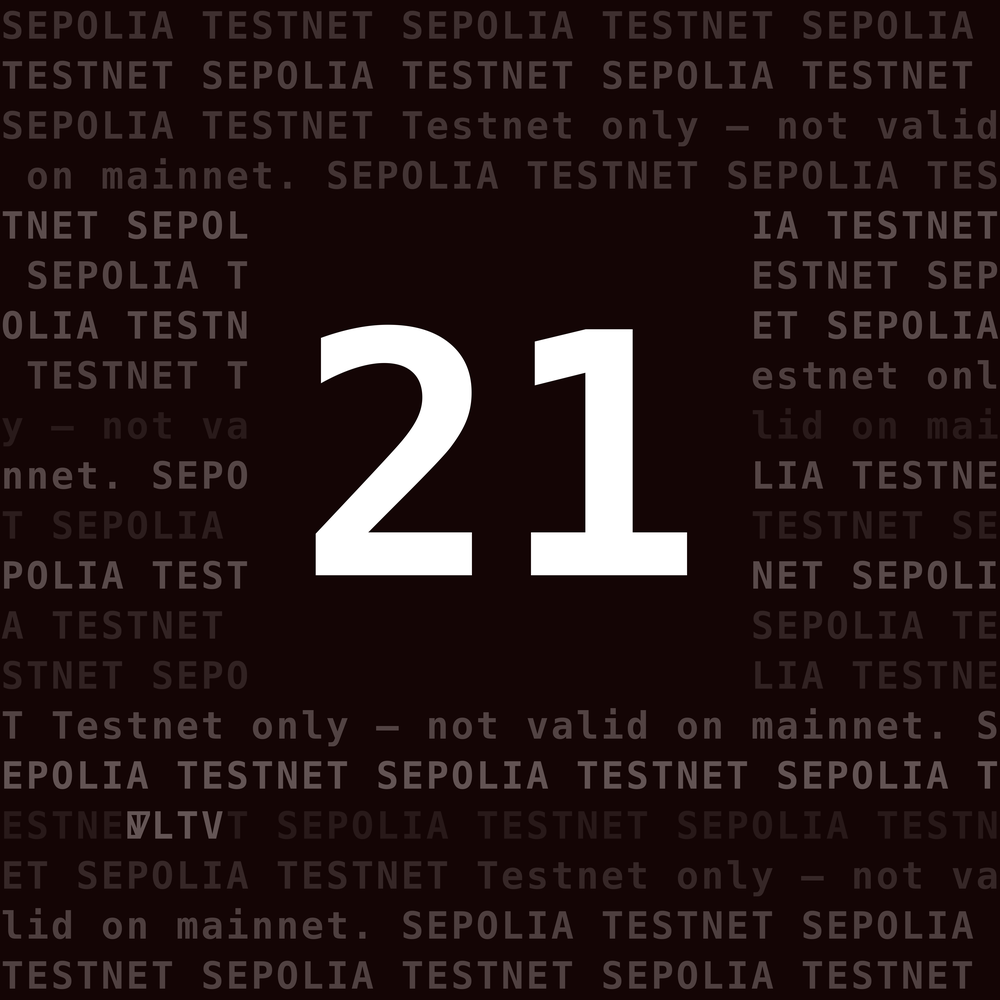 SEPOLIA TESTNET SEPOLIA TESTNET SEPOLIA
TESTNET SEPOLIA TESTNET SEPOLIA TESTNET
SEPOLIA TESTNET Testnet only — not valid
on mainnet. SEPOLIA TESTNET SEPOLIA TES
TNET SEPOL IA TESTNET
SEPOLIA T ESTNET SEP
OLIA TESTN ET SEPOLIA
TESTNET T estnet onl
21
y — not va lid on mai
nnet. SEPO LIA TESTNE
T SEPOLIA TESTNET SE
POLIA TEST NET SEPOLI
A TESTNET SEPOLIA TE
STNET SEPO LIA TESTNE
T Testnet only — not valid on mainnet. S
EPOLIA TESTNET SEPOLIA TESTNET SEPOLIA T
ESTNE VLTV T SEPOLIA TESTNET SEPOLIA TESTN
ET SEPOLIA TESTNET Testnet only — not va
lid on mainnet. SEPOLIA TESTNET SEPOLIA
TESTNET SEPOLIA TESTNET SEPOLIA TESTNET